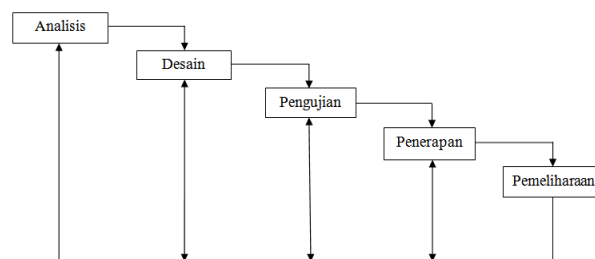 Analisis
Desain
Pengujian
Penerapan
Pemeliharaan